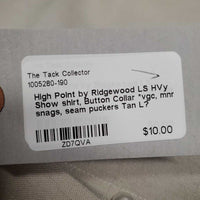 The Tack Collector
1005280-190
High Point by Ridgewood LS HVy
Show shirt, Button Collar *vgc, mnr
snags, seam puckers Tan L?
$10.00
ZD7QVA